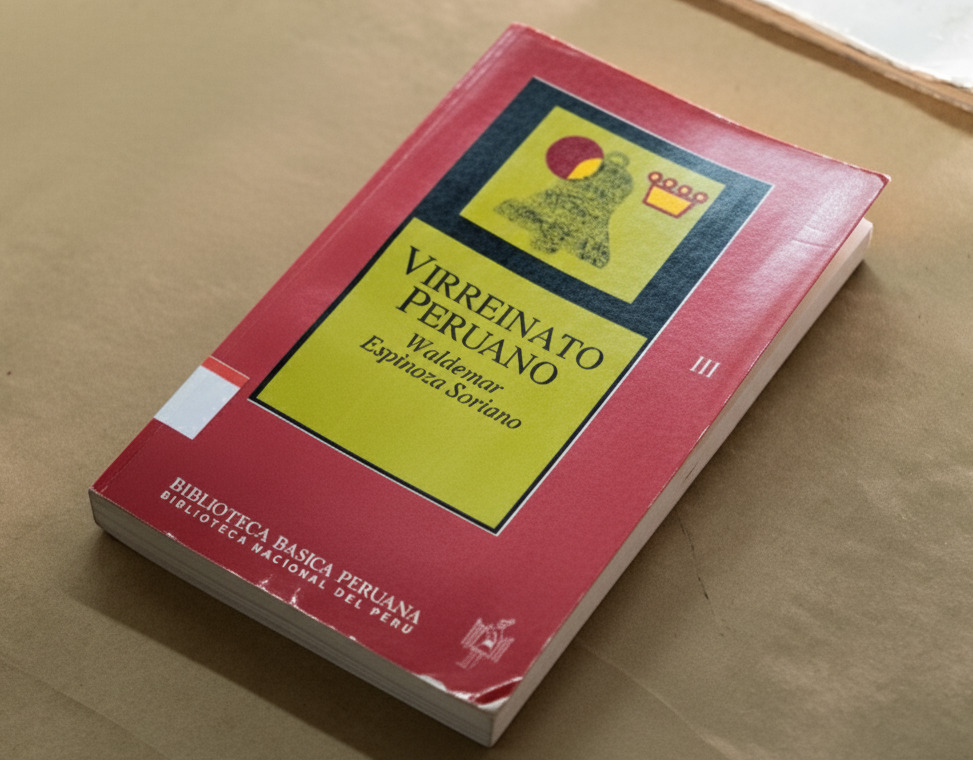 VIRREINATO
PERUANO
Waldemar
Espinoza Soriano
III
BIBLIOTECA BASICA PERUANA
BIBLIOTECA NACIONAL DEL PERU